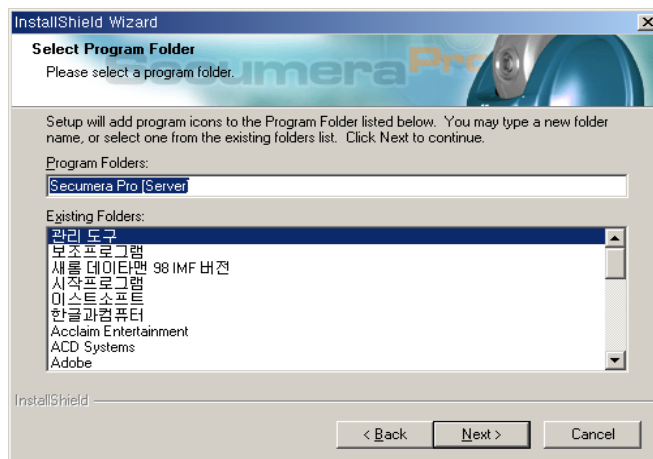 InstallShield Wizard
Select Program Folder
Please select a program folder.
Secumera Pro
Setup will add program icons to the Program Folder listed below. You may type a new folder
name, or select one from the existing folders list. Click Next to continue.
Program Folders:
Secumera Pro [Server]
Existing Folders:
관리 도구
보조프로그램
새롬 데이타맨 98 IMF 버전
시작프로그램
이스트소프트
한글과컴퓨터
Acclaim Entertainment
ACD Systems
Adobe
InstallShield
< Back
Next >
Cancel